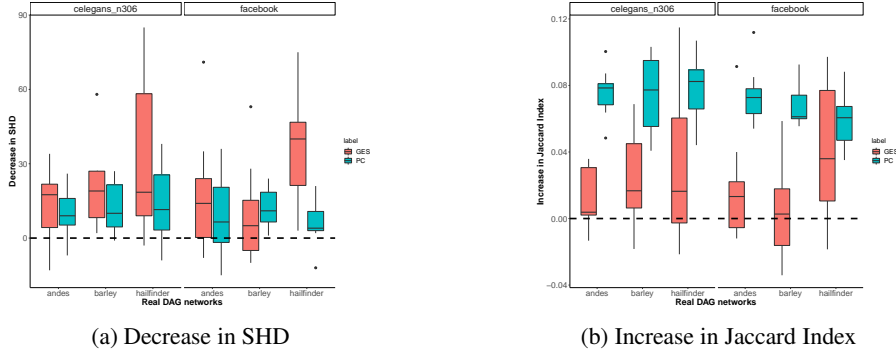 celegans_n306 facebook
90
60
30
0
Decrease in SHD
andes barley hailfinder andes barley hailfinder
Real DAG networks
label
GES
PC
(a) Decrease in SHD
celegans_n306 facebook
0.12
0.08
0.04
0.00
-0.04
Increase in Jaccard Index
andes barley hailfinder andes barley hailfinder
Real DAG networks
label
GES
PC
(b) Increase in Jaccard Index